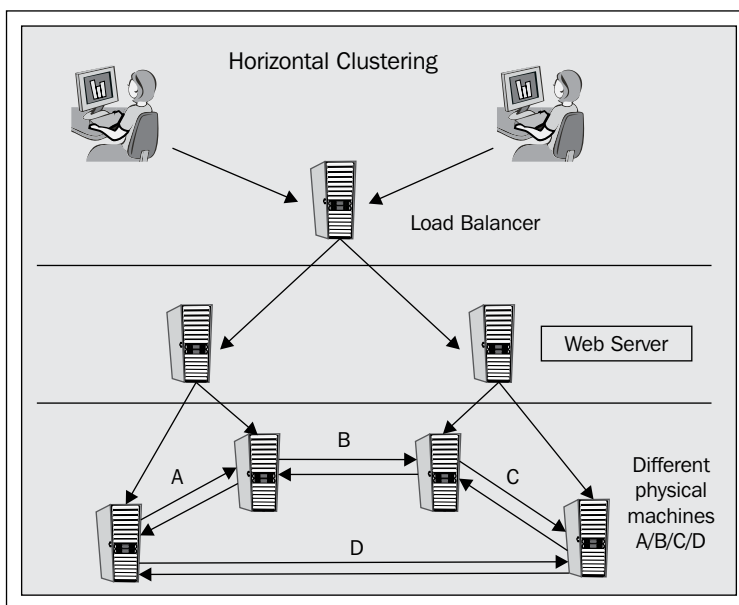 Horizontal Clustering
Load Balancer
Web Server
A
B
C
D
Different
physical
machines
A/B/C/D